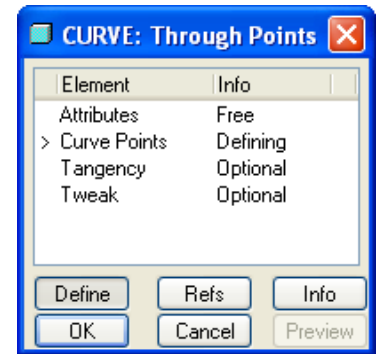 CURVE: Through Points
Element Info
Attributes Free
> Curve Points Defining
Tangency Optional
Tweak Optional
Define Refs Info
OK Cancel Preview